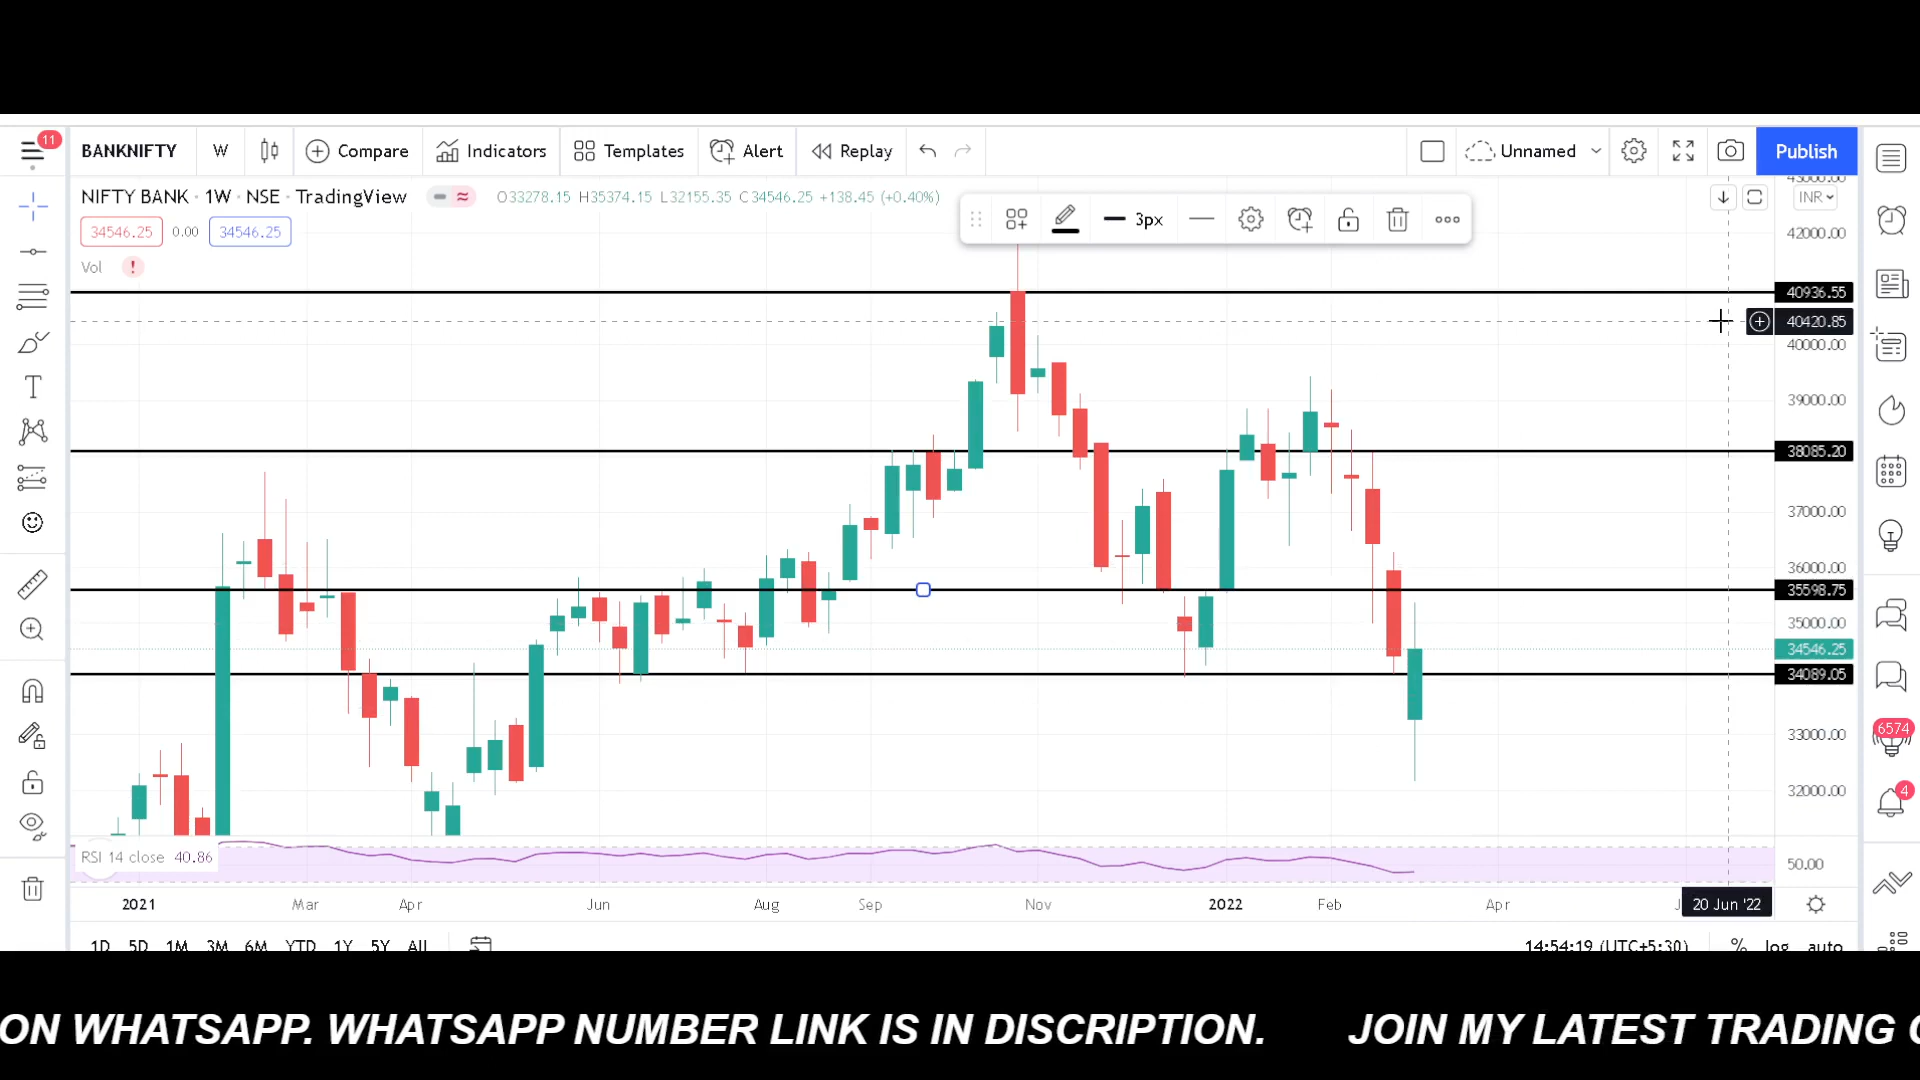 11 BANKNIFTY W Compare Indicators Templates Alert Replay Unnamed Publish
NIFTY BANK · 1W · NSE · TradingView O33278.15 H35374.15 L32155.35 C34546.25 +138.45 (+0.40%)
3px
INR
34546.25 0.00 34546.25
Vol !
43000.00
42000.00
40936.55
40420.85
40000.00
39000.00
38085.20
37000.00
36000.00
35598.75
35000.00
34546.25
34089.05
33000.00
32000.00
6574
4
RSI 14 close 40.86
50.00
2021 Mar Apr Jun Aug Sep Nov 2022 Feb Apr 20 Jun '22
1D 5D 1M 3M 6M YTD 1Y 5Y All 14:54:19 (UTC+5:30) % log auto
ON WHATSAPP. WHATSAPP NUMBER LINK IS IN DISCRIPTION. JOIN MY LATEST TRADING